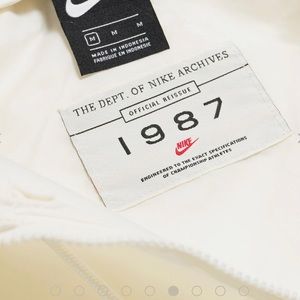 M M M
MADE IN INDONESIA
FABRIQUÉ EN INDONÉSIE
THE DEPT. OF NIKE ARCHIVES
OFFICIAL REISSUE
1987
NIKE
ENGINEERED TO THE EXACT SPECIFICATIONS
OF CHAMPIONSHIP ATHLETES